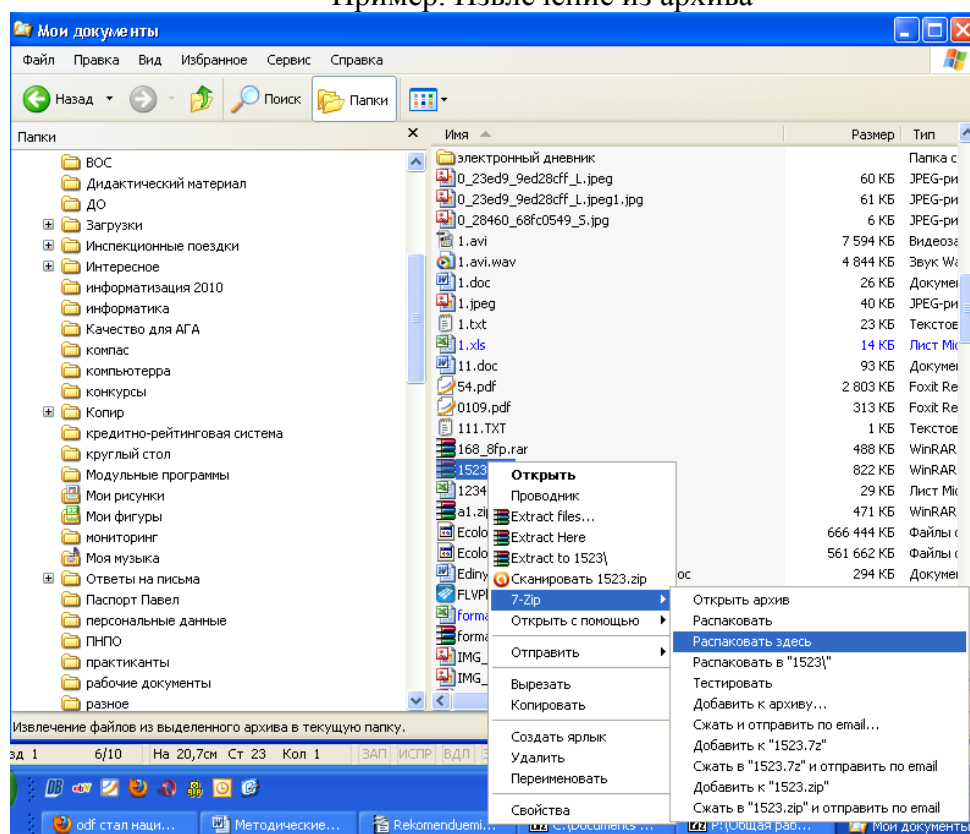 Пример. Извлечение из архива
Мои документы
Файл Правка Вид Избранное Сервис Справка
Назад Поиск Папки
Папки X Имя Размер Тип
ВОС
Дидактический материал
ДО
Загрузки
Инспекционные поездки
Интересное
информатизация 2010
информатика
Качество для АГА
компас
компьютерра
конкурсы
Копир
кредитно-рейтинговая система
круглый стол
Модульные программы
Мои рисунки
Мои фигуры
мониторинг
Моя музыка
Ответы на письма
Паспорт Павел
персональные данные
ПНПО
практиканты
рабочие документы
разное
электронный дневник Папка с
0_23ed9_9ed28cff_L.jpeg 60 КБ JPEG-ри
0_23ed9_9ed28cff_L.jpeg1.jpg 61 КБ JPEG-ри
0_28460_68fc0549_S.jpg 6 КБ JPEG-ри
1.avi 7 594 КБ Видеоза
1.avi.wav 4 844 КБ Звук Wa
1.doc 26 КБ Докумен
1.jpeg 40 КБ JPEG-ри
1.txt 23 КБ Текстов
1.xls 14 КБ Лист Mic
11.doc 93 КБ Докумен
54.pdf 2 803 КБ Foxit Re
0109.pdf 313 КБ Foxit Re
111.TXT 1 КБ Текстов
168_8fp.rar 488 КБ WinRAR
1523 822 КБ WinRAR
1234 29 КБ Лист Mic
a1.zip 471 КБ WinRAR
Ecolo 666 444 КБ Файлы
Ecolo 561 662 КБ Файлы
Ediny oc 294 КБ Докумен
FLVPl
forma
forma
IMG_
IMG_
Открыть
Проводник
Extract files...
Extract Here
Extract to 1523\
Сканировать 1523.zip
7-Zip
Открыть с помощью
Отправить
Вырезать
Копировать
Создать ярлык
Удалить
Переименовать
Свойства
Открыть архив
Распаковать
Распаковать здесь
Распаковать в "1523\"
Тестировать
Добавить к архиву...
Сжать и отправить по email...
Добавить к "1523.7z"
Сжать в "1523.7z" и отправить по email
Добавить к "1523.zip"
Сжать в "1523.zip" и отправить по email
Извлечение файлов из выделенного архива в текущую папку.
зд 1 6/10 На 20,7см Ст 23 Кол 1 ЗАП ИСПР ВДЛ З
odf стал наци... Методические... Rekomenduemi... C:\Documents ... P:\Общая раб... Мои документы